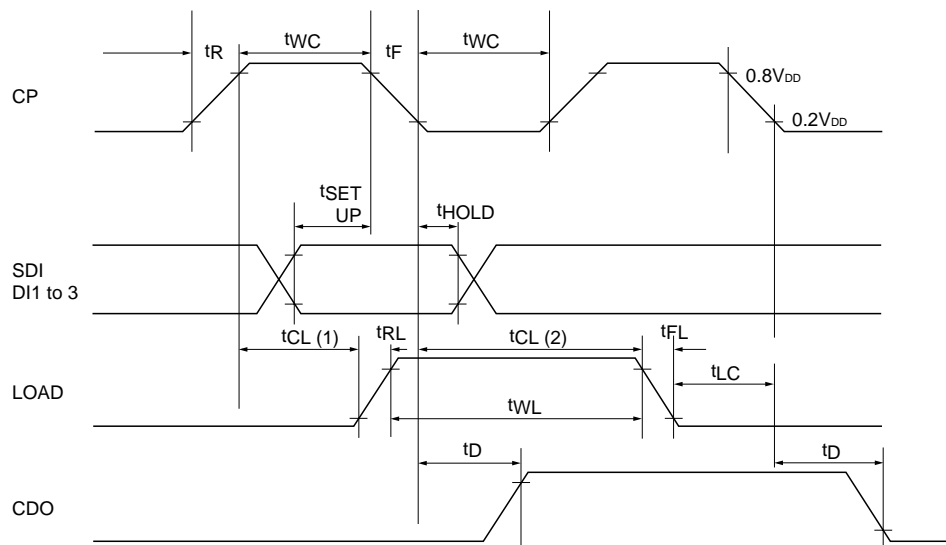 tR
tWC
tF
tWC
CP
0.8VDD
0.2VDD
tSET
UP
tHOLD
SDI
DI1 to 3
tCL (1)
tRL
tCL (2)
tFL
LOAD
tLC
tWL
tD
tD
CDO